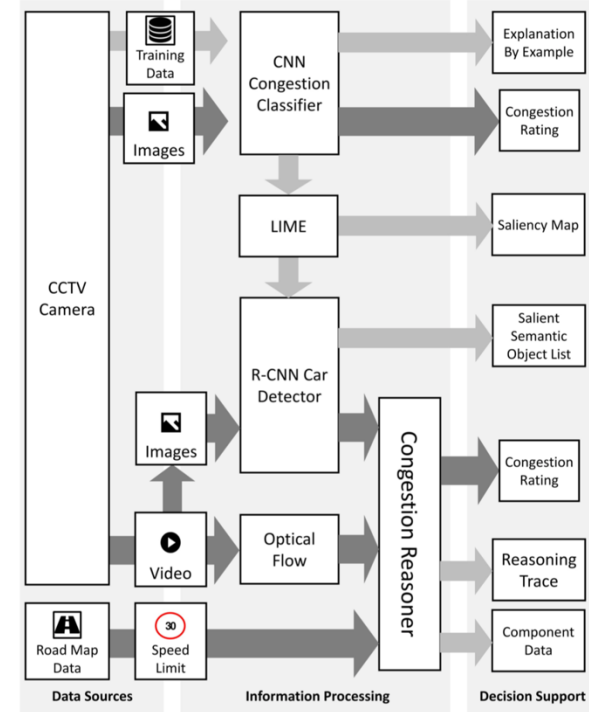 Training
Data
Images
CNN
Congestion
Classifier
Explanation
By Example
Congestion
Rating
LIME
Saliency Map
CCTV
Camera
R-CNN Car
Detector
Salient
Semantic
Object List
Images
Congestion Reasoner
Congestion
Rating
Video
Optical
Flow
Reasoning
Trace
Road Map
Data
30
Speed
Limit
Component
Data
Data Sources
Information Processing
Decision Support